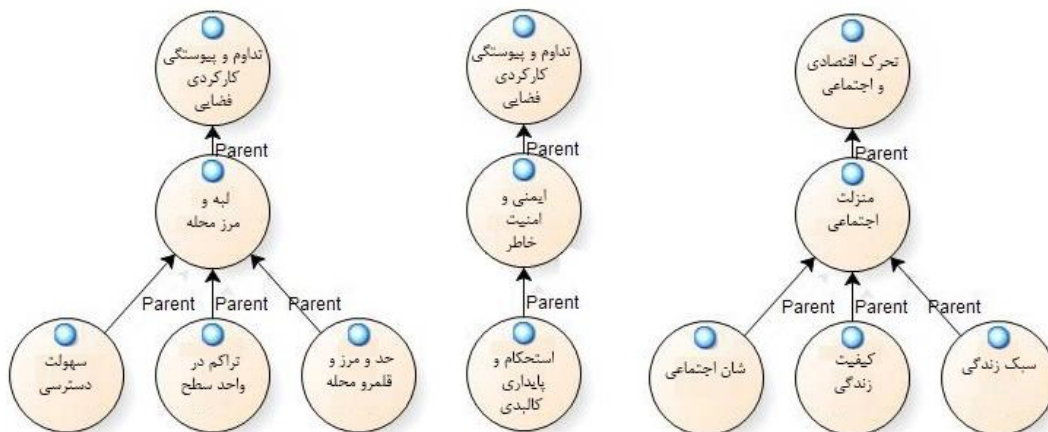 تداوم و پیوستگی
کارکردی
فضایی
Parent
لبه و
مرز محله
Parent
Parent
Parent
سهولت
دسترسی
تراکم در
واحد سطح
حد و مرز و
قلمرو محله
تداوم و پیوستگی
کارکردی
فضایی
Parent
ایمنی و
امنیت
خاطر
Parent
استحکام و
پایداری
کالبدی
تحرک اقتصادی
و اجتماعی
Parent
منزلت
اجتماعی
Parent
Parent
Parent
شان اجتماعی
کیفیت
زندگی
سبک زندگی